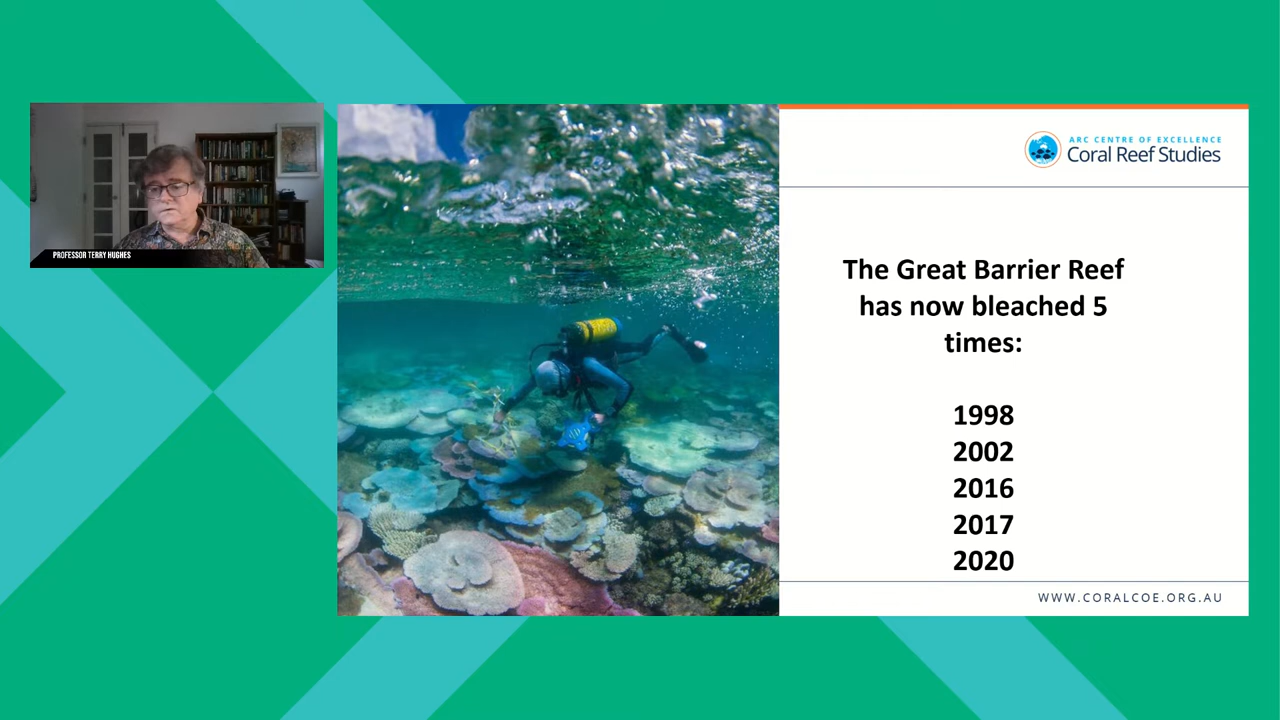 PROFESSOR TERRY HUGHES
ARC CENTRE OF EXCELLENCE
Coral Reef Studies
The Great Barrier Reef
has now bleached 5
times:
1998
2002
2016
2017
2020
WWW.CORALCOE.ORG.AU